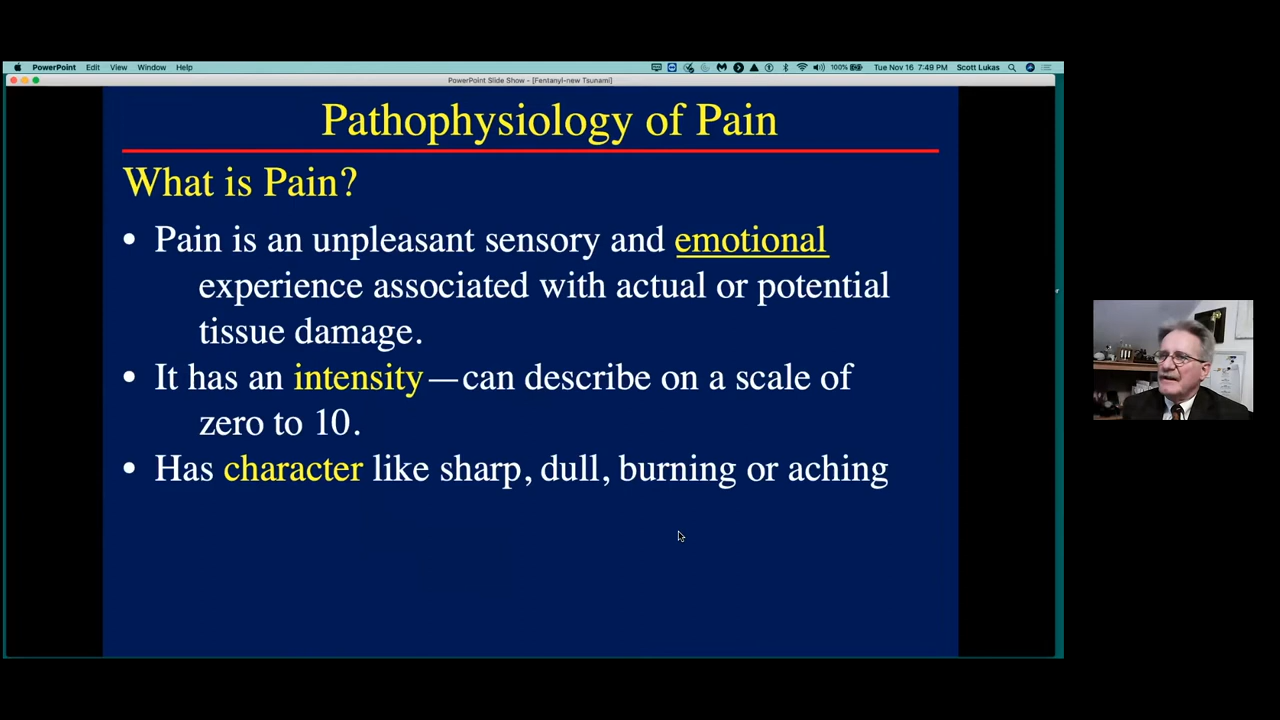 PowerPoint Edit View Window Help 100% Tue Nov 16 7:49 PM Scott Lukas
PowerPoint Slide Show - [Fentanyl-new Tsunami]
Pathophysiology of Pain
What is Pain?
• Pain is an unpleasant sensory and emotional
experience associated with actual or potential
tissue damage.
• It has an intensity—can describe on a scale of
zero to 10.
• Has character like sharp, dull, burning or aching